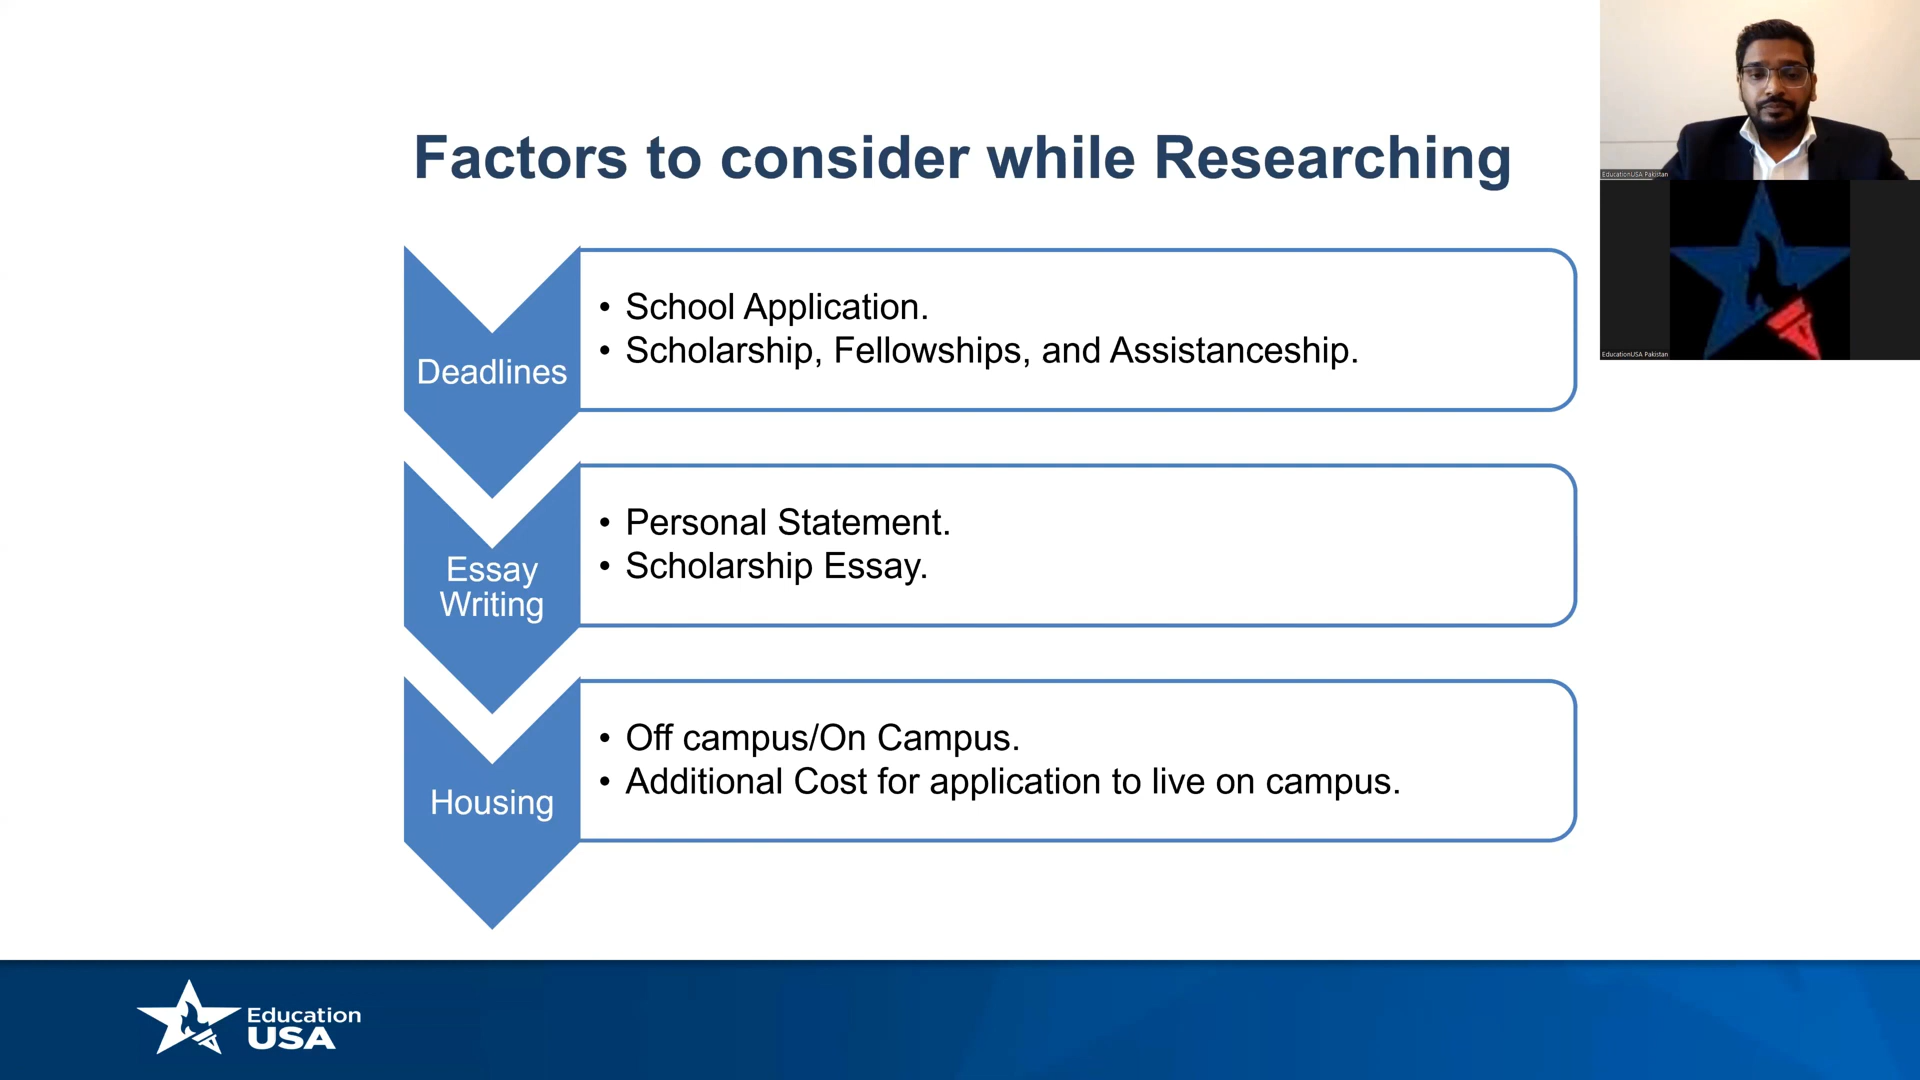 Factors to consider while Researching
Deadlines
• School Application.
• Scholarship, Fellowships, and Assistanceship.
Essay
Writing
• Personal Statement.
• Scholarship Essay.
Housing
• Off campus/On Campus.
• Additional Cost for application to live on campus.
EducationUSA Pakistan
EducationUSA Pakistan
Education
USA